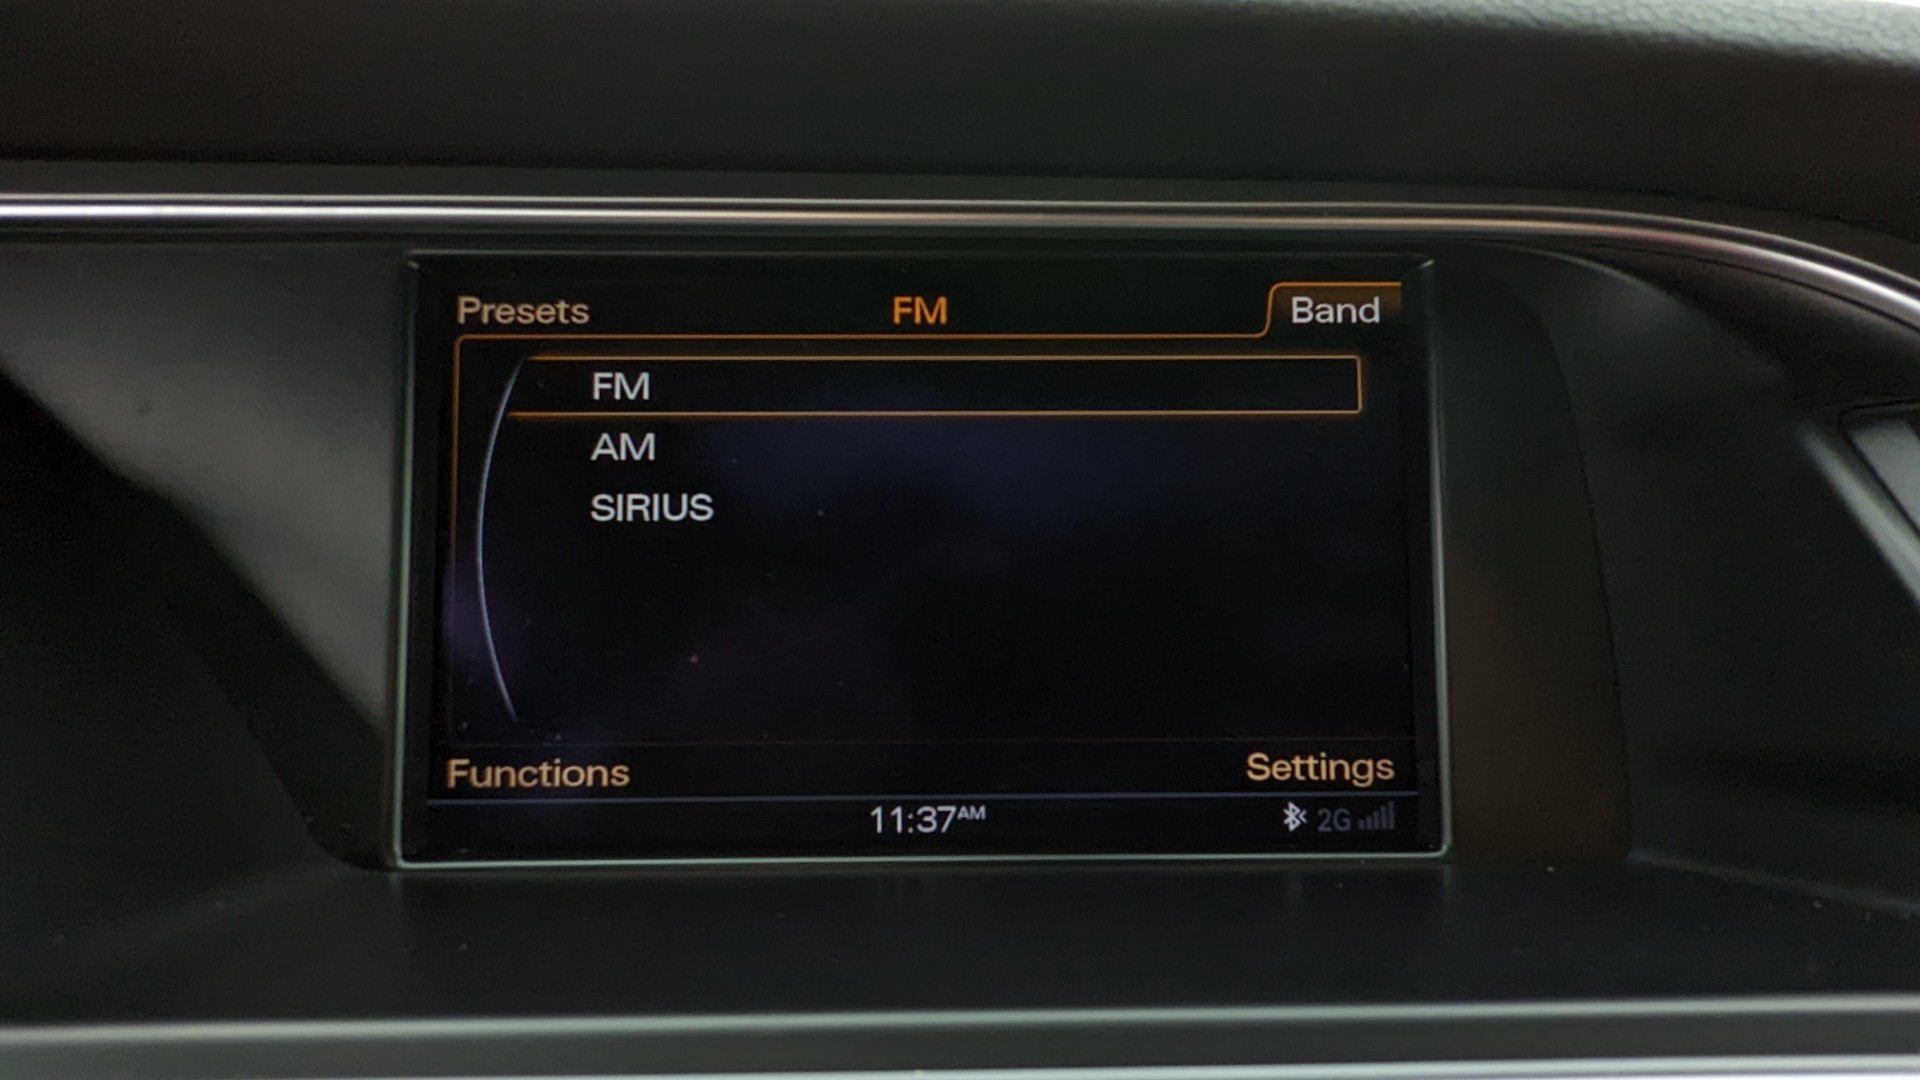 Presets FM Band
FM
AM
SIRIUS
Functions Settings
11:37AM 2G